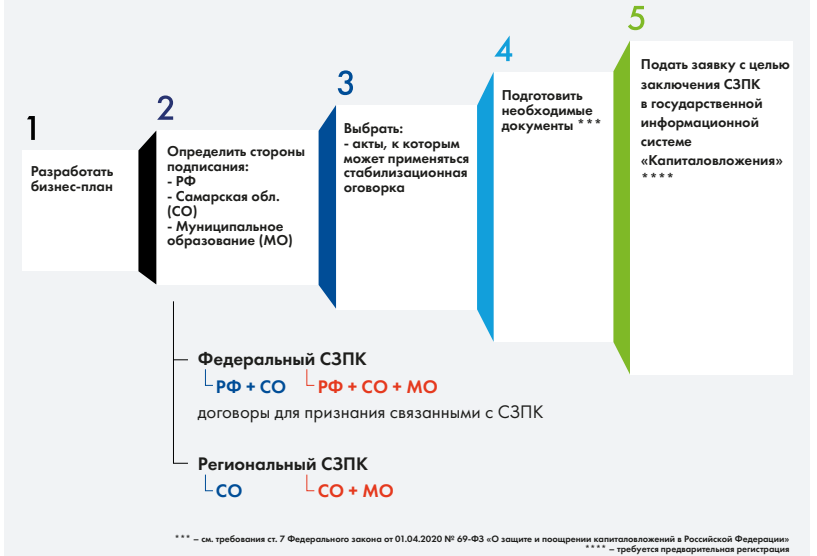 1
Разработать
бизнес-план
2
Определить стороны
подписания:
- РФ
- Самарская обл.
(СО)
- Муниципальное
образование (МО)
3
Выбрать:
- акты, к которым
может применяться
стабилизационная
оговорка
4
Подготовить
необходимые
документы ***
5
Подать заявку с целью
заключения СЗПК
в государственной
информационной
системе
«Капиталовложения»
****
Федеральный СЗПК
РФ + СО РФ + СО + МО
договоры для признания связанными с СЗПК
Региональный СЗПК
СО СО + МО
*** – см. требования ст. 7 Федерального закона от 01.04.2020 № 69-ФЗ «О защите и поощрении капиталовложений в Российской Федерации»
**** – требуется предварительная регистрация